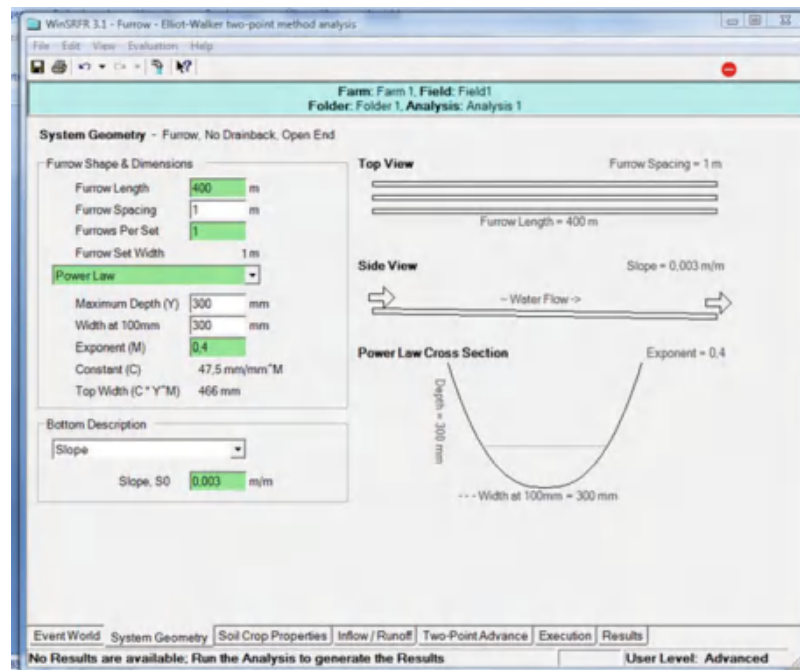 WinSRFR 3.1 - Furrow - Elliot-Walker two-point method analysis
File Edit View Evaluation Help
Farm: Farm 1, Field: Field1
Folder: Folder 1, Analysis: Analysis 1
System Geometry - Furrow, No Drainback, Open End
Furrow Shape & Dimensions
Furrow Length 400 m
Furrow Spacing 1 m
Furrows Per Set 1
Furrow Set Width 1 m
Power Law
Maximum Depth (Y) 300 mm
Width at 100mm 300 mm
Exponent (M) 0,4
Constant (C) 47,5 mm/mm^M
Top Width (C * Y^M) 466 mm
Bottom Description
Slope
Slope, S0 0,003 m/m
Top View Furrow Spacing = 1 m
Furrow Length = 400 m
Side View Slope = 0,003 m/m
~ Water Flow ->
Power Law Cross Section Exponent = 0,4
Depth = 300 mm
--- Width at 100mm = 300 mm
Event World System Geometry Soil Crop Properties Inflow / Runoff Two-Point Advance Execution Results
No Results are available; Run the Analysis to generate the Results User Level: Advanced